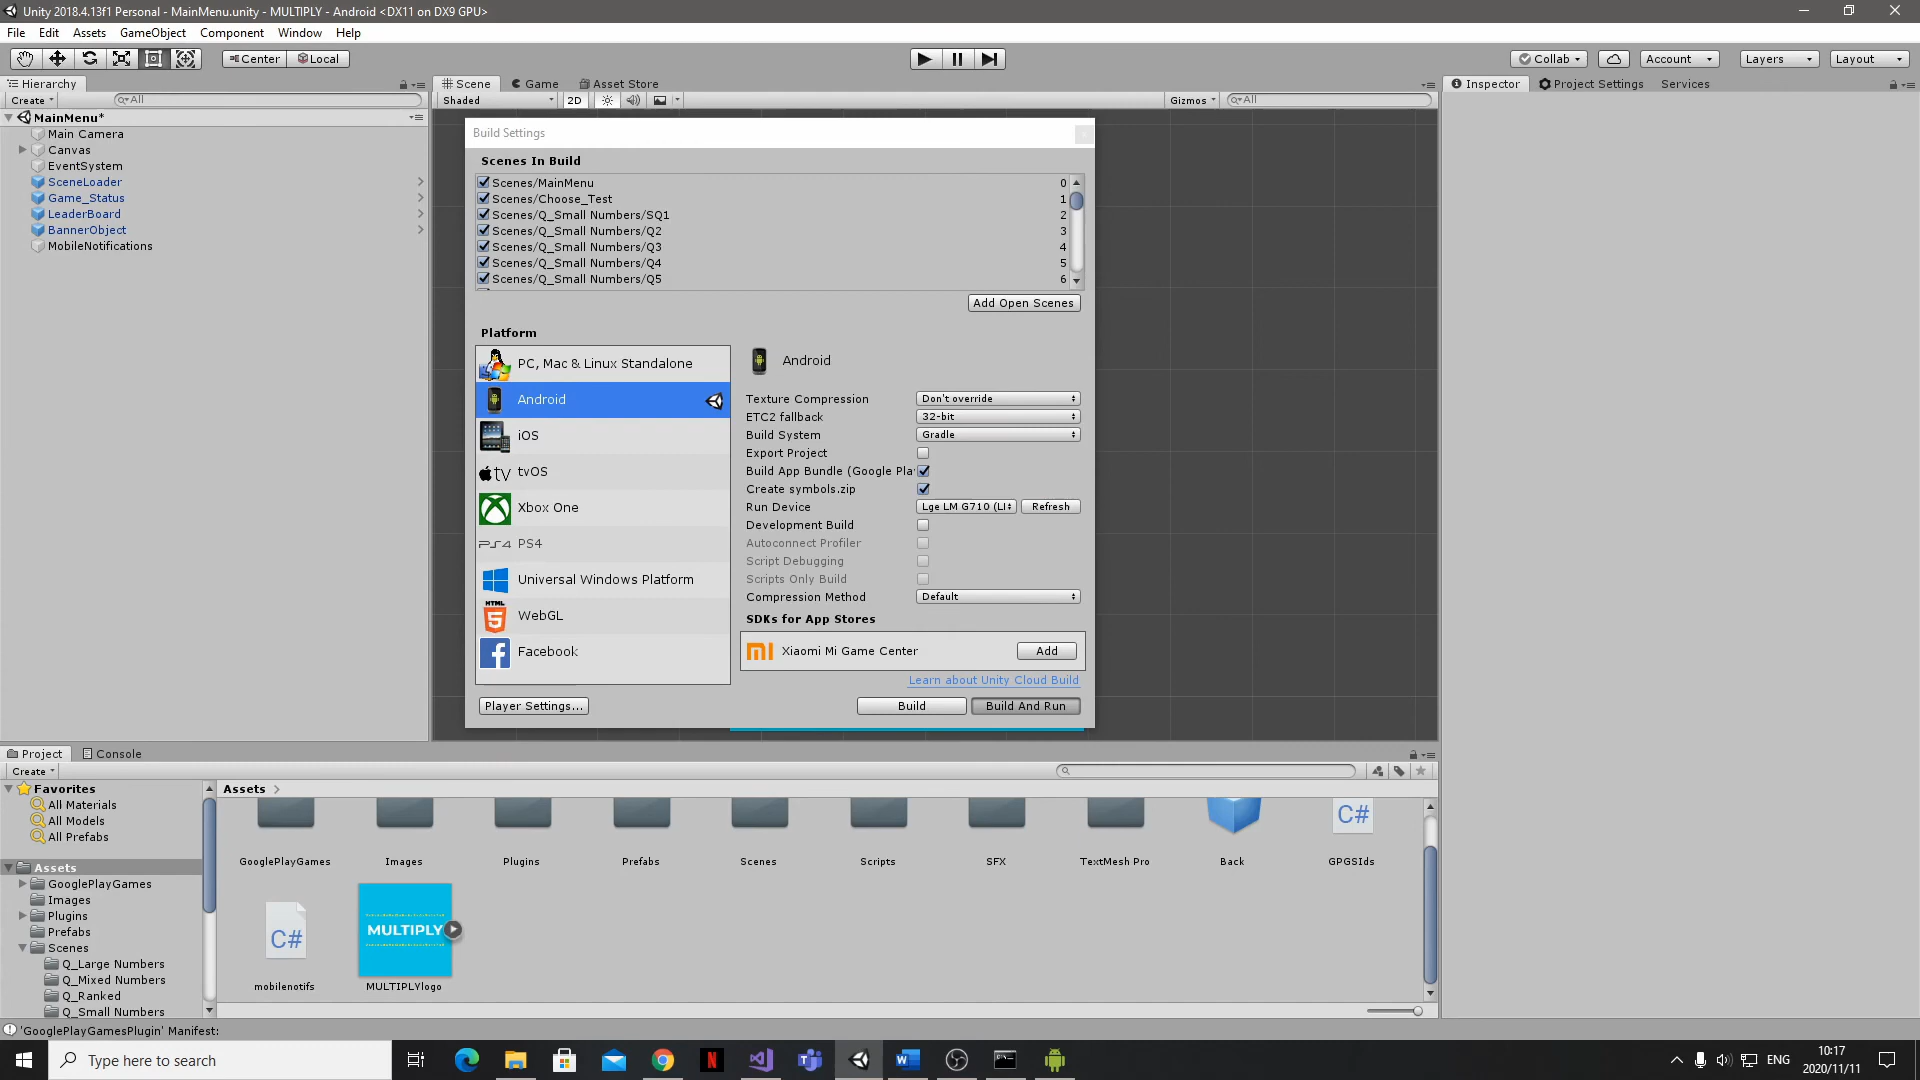 Unity 2018.4.13f1 Personal - MainMenu.unity - MULTIPLY - Android <DX11 on DX9 GPU>
File Edit Assets GameObject Component Window Help
Center Local Collab Account Layers Layout
Hierarchy
Create All
MainMenu*
Main Camera
Canvas
EventSystem
SceneLoader
Game_Status
LeaderBoard
BannerObject
MobileNotifications
Scene Game Asset Store
Shaded 2D Gizmos All
Build Settings
Scenes In Build
Scenes/MainMenu 0
Scenes/Choose_Test 1
Scenes/Q_Small Numbers/SQ1 2
Scenes/Q_Small Numbers/Q2 3
Scenes/Q_Small Numbers/Q3 4
Scenes/Q_Small Numbers/Q4 5
Scenes/Q_Small Numbers/Q5 6
Add Open Scenes
Platform
PC, Mac & Linux Standalone
Android
iOS
tv tvOS
Xbox One
PS4 PS4
Universal Windows Platform
HTML 5 WebGL
Facebook
Android
Texture Compression Don't override
ETC2 fallback 32-bit
Build System Gradle
Export Project
Build App Bundle (Google Pla
Create symbols.zip
Run Device Lge LM G710 (LI Refresh
Development Build
Autoconnect Profiler
Script Debugging
Scripts Only Build
Compression Method Default
SDKs for App Stores
Xiaomi Mi Game Center Add
Learn about Unity Cloud Build
Player Settings... Build Build And Run
Inspector Project Settings Services
Project Console
Create
Favorites
All Materials
All Models
All Prefabs
Assets
GooglePlayGames
Images
Plugins
Prefabs
Scenes
Q_Large Numbers
Q_Mixed Numbers
Q_Ranked
Q_Small Numbers
Assets
C#
GooglePlayGames Images Plugins Prefabs Scenes Scripts SFX TextMesh Pro Back GPGSIds
C# MULTIPLY
mobilenotifs MULTIPLYlogo
'GooglePlayGamesPlugin' Manifest:
Type here to search
ENG
10:17
2020/11/11